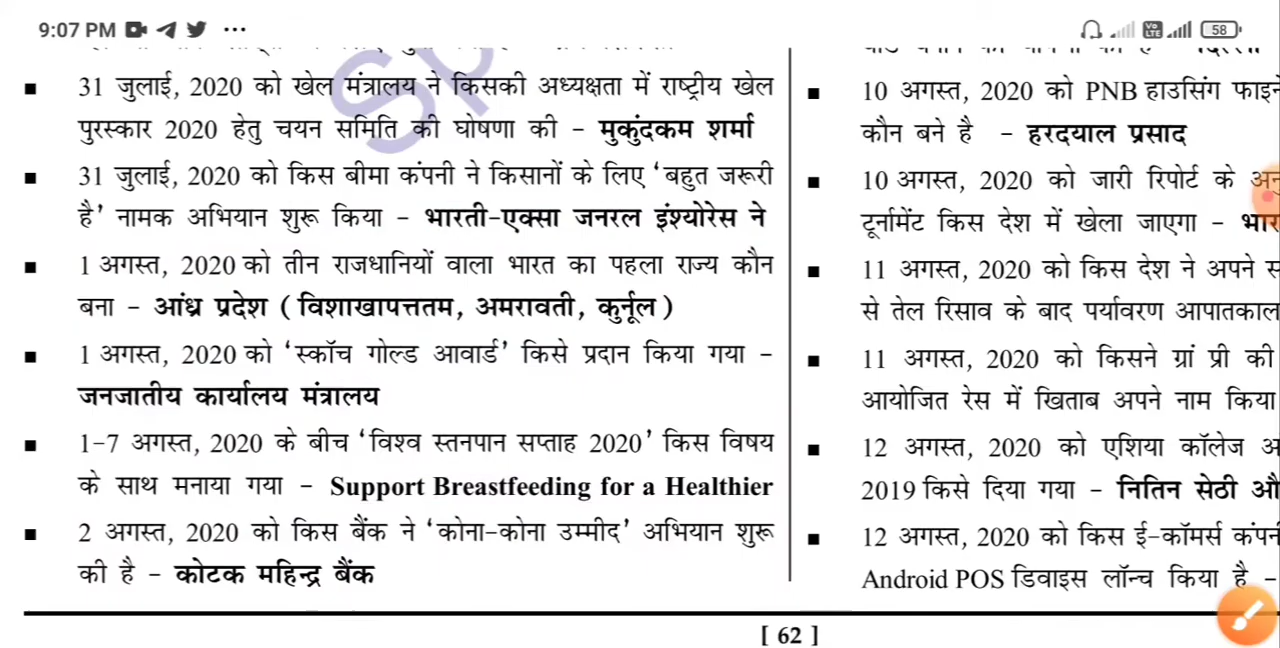 9:07 PM
58
31 जुलाई, 2020 को खेल मंत्रालय ने किसकी अध्यक्षता में राष्ट्रीय खेल
पुरस्कार 2020 हेतु चयन समिति की घोषणा की – मुकुंदकम शर्मा
31 जुलाई, 2020 को किस बीमा कंपनी ने किसानों के लिए ‘बहुत जरूरी
है’ नामक अभियान शुरू किया – भारती-एक्सा जनरल इंश्योरेस ने
1 अगस्त, 2020 को तीन राजधानियों वाला भारत का पहला राज्य कौन
बना – आंध्र प्रदेश ( विशाखापत्ततम, अमरावती, कुर्नूल )
1 अगस्त, 2020 को ‘स्कॉच गोल्ड आवार्ड’ किसे प्रदान किया गया –
जनजातीय कार्यालय मंत्रालय
1–7 अगस्त, 2020 के बीच ‘विश्व स्तनपान सप्ताह 2020’ किस विषय
के साथ मनाया गया – Support Breastfeeding for a Healthier
2 अगस्त, 2020 को किस बैंक ने ‘कोना-कोना उम्मीद’ अभियान शुरू
की है – कोटक महिन्द्र बैंक
10 अगस्त, 2020 को PNB हाउसिंग
कौन बने है – हरदयाल प्रसाद
10 अगस्त, 2020 को जारी रिपोर्ट के
टूर्नामेंट किस देश में खेला जाएगा –
11 अगस्त, 2020 को किस देश ने अपने
से तेल रिसाव के बाद पर्यावरण आपातकाल
11 अगस्त, 2020 को किसने ग्रां प्री की
आयोजित रेस में खिताब अपने नाम किया
12 अगस्त, 2020 को एशिया कॉलेज
2019 किसे दिया गया – नितिन सेठी
12 अगस्त, 2020 को किस ई-कॉमर्स
Android POS डिवाइस लॉन्च किया है –
[ 62 ]